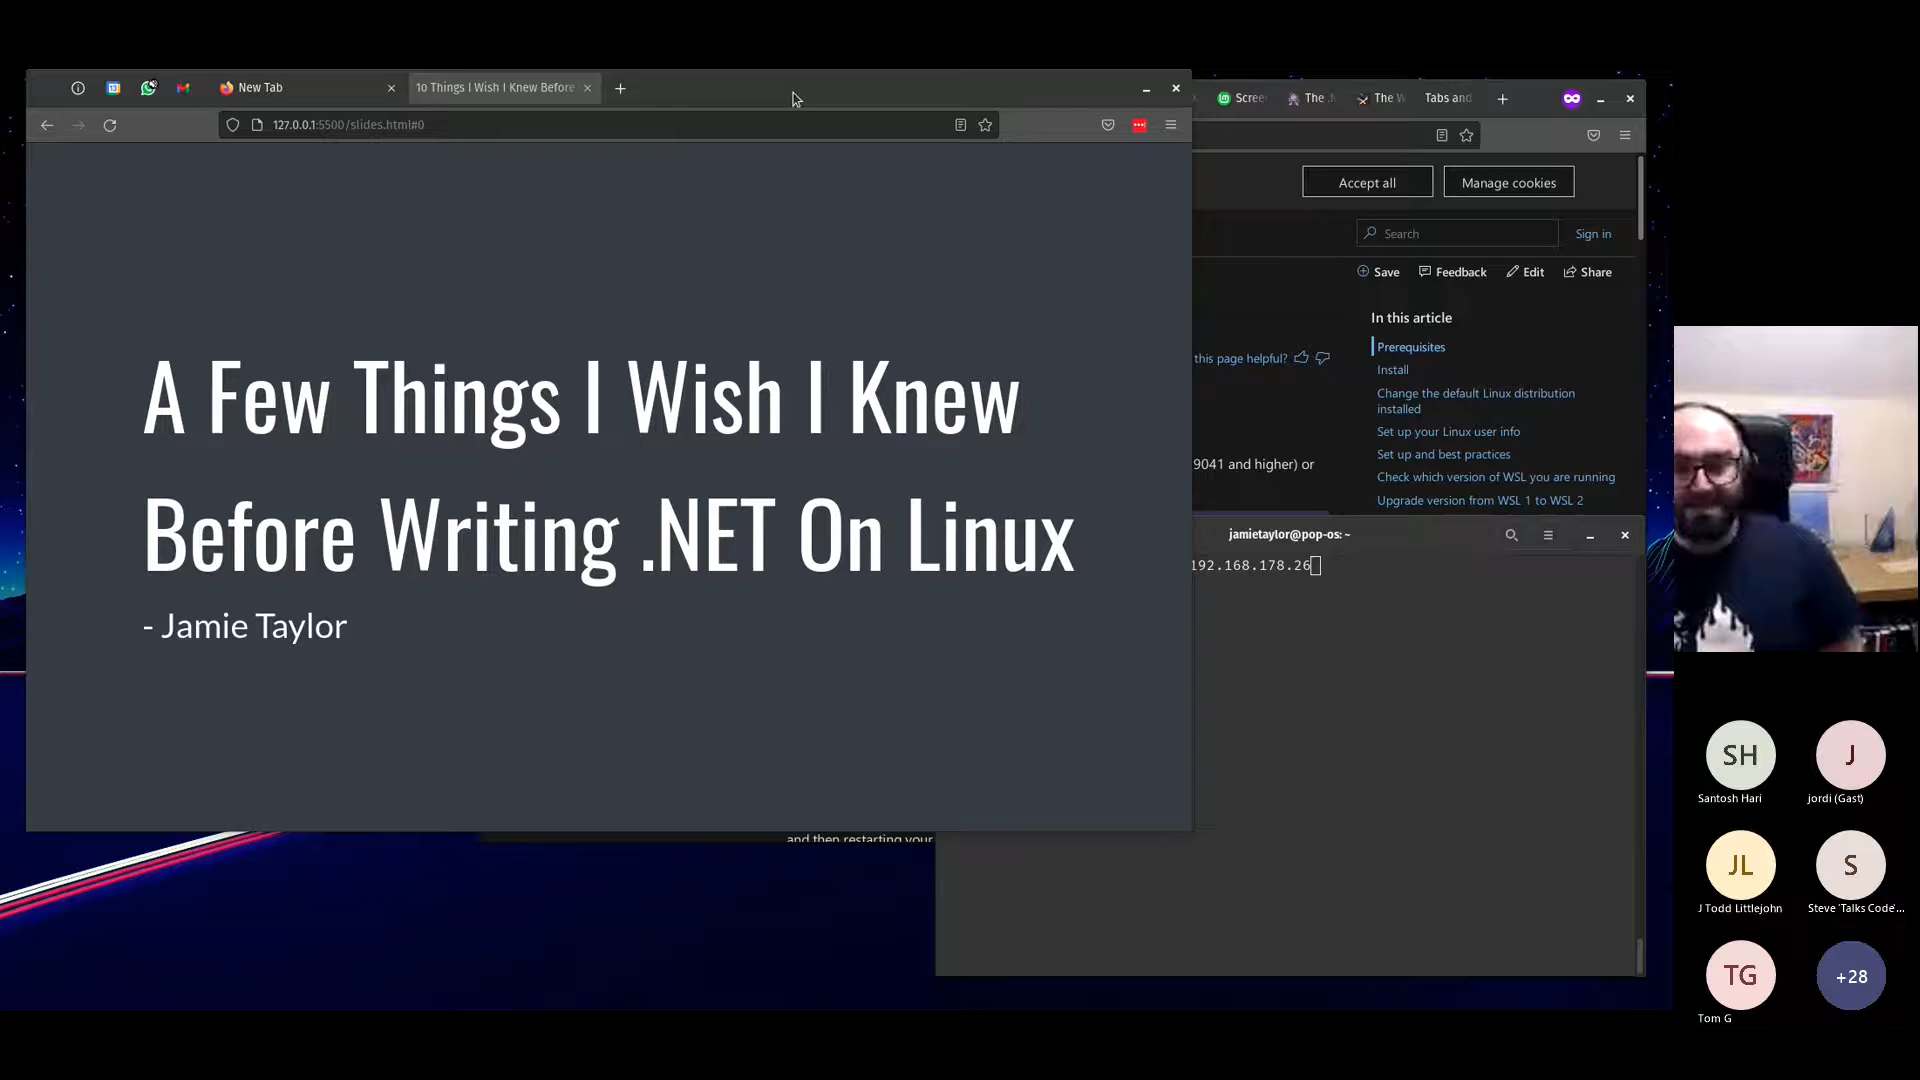 New Tab
10 Things I Wish I Knew Before
127.0.0.1:5500/slides.html#0
A Few Things I Wish I Knew
Before Writing .NET On Linux
- Jamie Taylor
Scree
The
The W
Tabs and
Accept all
Manage cookies
Search
Sign in
Save
Feedback
Edit
Share
In this article
Prerequisites
Install
Change the default Linux distribution
installed
Set up your Linux user info
Set up and best practices
Check which version of WSL you are running
Upgrade version from WSL 1 to WSL 2
this page helpful?
9041 and higher) or
jamietaylor@pop-os: ~
192.168.178.26
and then restarting your
SH
Santosh Hari
J
jordi (Gast)
JL
J Todd Littlejohn
S
Steve 'Talks Code'...
TG
Tom G
+28